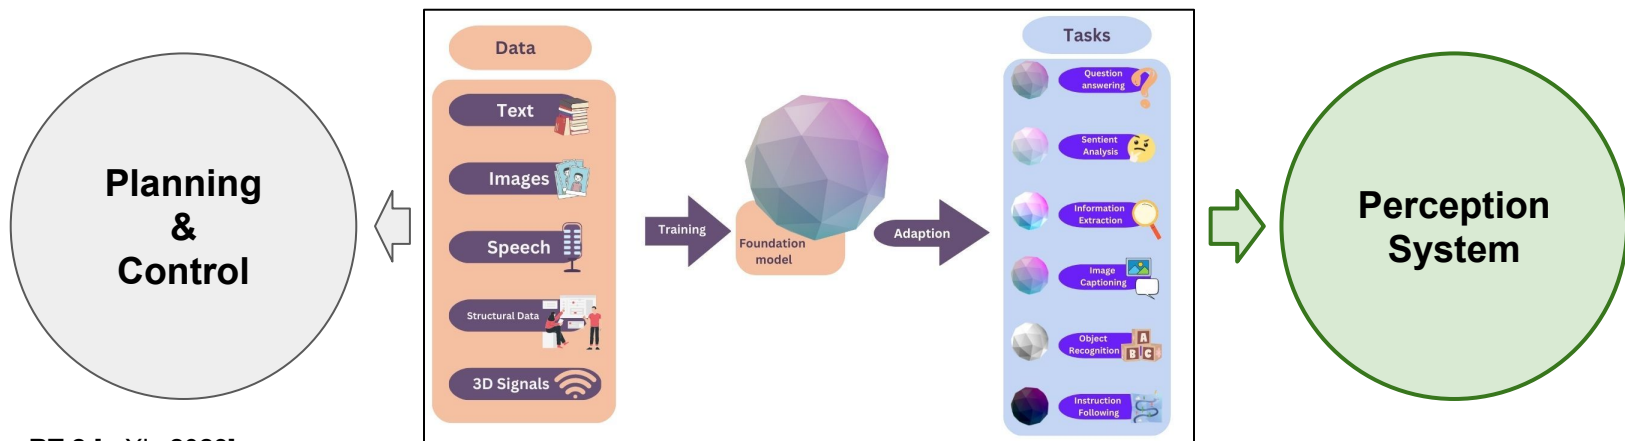 Planning
&
Control
Data
Text
Images
Speech
Structural Data
3D Signals
Training
Foundation
model
Adaption
Tasks
Question
answering
Sentient
Analysis
Information
Extraction
Image
Captioning
Object
Recognition
A
B C
Instruction
Following
Perception
System